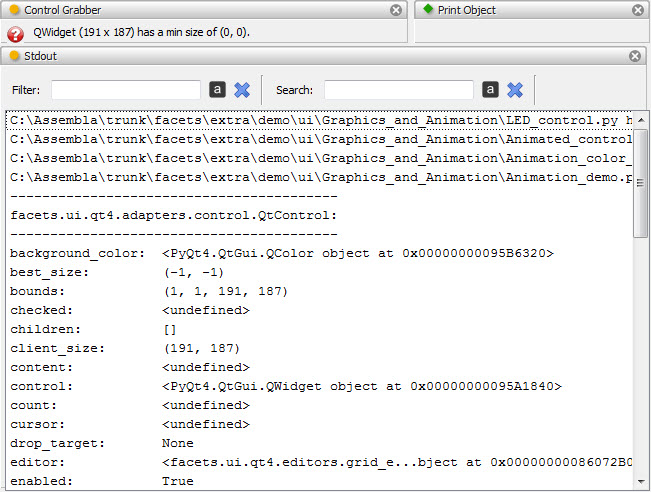 Control Grabber
Print Object
QWidget (191 x 187) has a min size of (0, 0).
Stdout
Filter:
a
Search:
a
C:\Assembla\trunk\facets\extra\demo\ui\Graphics_and_Animation\LED_control.py h
C:\Assembla\trunk\facets\extra\demo\ui\Graphics_and_Animation\Animated_control
C:\Assembla\trunk\facets\extra\demo\ui\Graphics_and_Animation\Animation_color_
C:\Assembla\trunk\facets\extra\demo\ui\Graphics_and_Animation\Animation_demo.p
----------------------------------------
facets.ui.qt4.adapters.control.QtControl:
----------------------------------------
background_color: <PyQt4.QtGui.QColor object at 0x00000000095B6320>
best_size: (-1, -1)
bounds: (1, 1, 191, 187)
checked: <undefined>
children: []
client_size: (191, 187)
content: <undefined>
control: <PyQt4.QtGui.QWidget object at 0x00000000095A1840>
count: <undefined>
cursor: <undefined>
drop_target: None
editor: <facets.ui.qt4.editors.grid_e...bject at 0x00000000086072B0
enabled: True